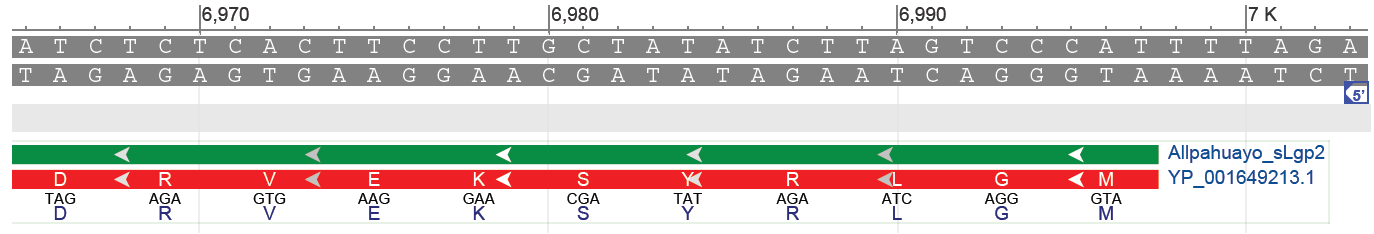 6,970 6,980 6,990 7 K
A T C T C T C A C T T C C T T G C T A T A T C T T A G T C C C A T T T T A G A
T A G A G A G T G A A G G A A C G A T A T A G A A T C A G G G T A A A A T C T
5'
Allpahuayo_sLgp2
D R V E K S Y R L G M YP_001649213.1
TAG AGA GTG AAG GAA CGA TAT AGA ATC AGG GTA
D R V E K S Y R L G M